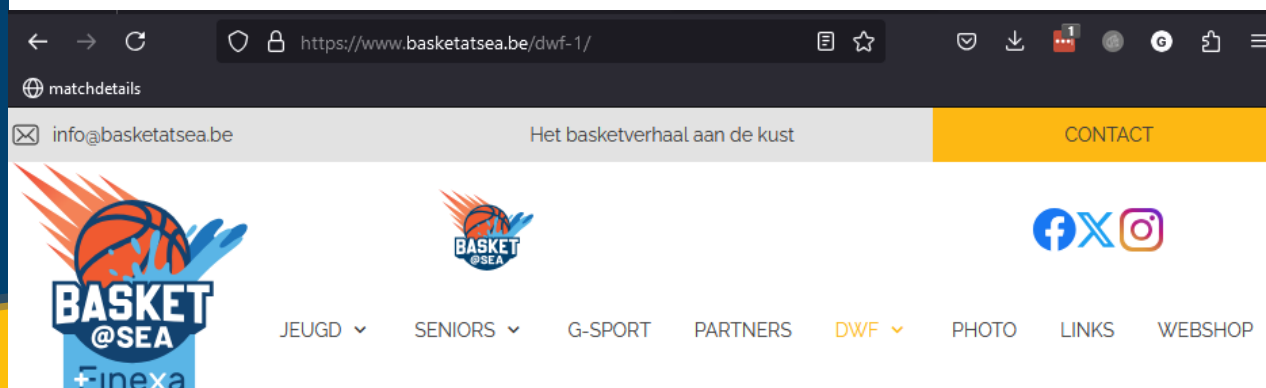 https://www.basketatsea.be/dwf-1/
1
G
matchdetails
info@basketatsea.be Het basketverhaal aan de kust CONTACT
BASKET
@SEA
BASKET
@SEA
Finexa
JEUGD SENIORS G-SPORT PARTNERS DWF PHOTO LINKS WEBSHOP